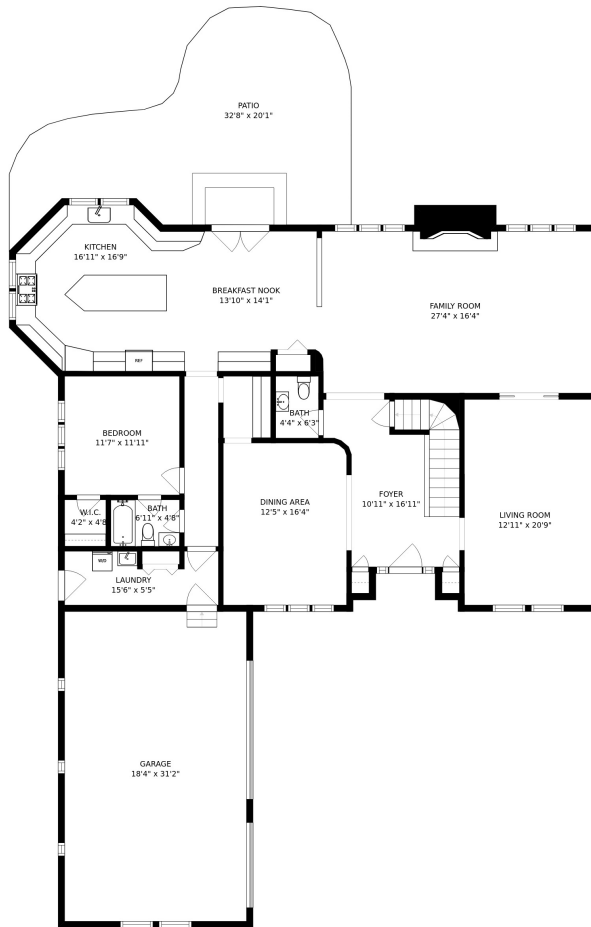 PATIO
32'8" x 20'1"
KITCHEN
16'11" x 16'9"
BREAKFAST NOOK
13'10" x 14'1"
FAMILY ROOM
27'4" x 16'4"
REF
BEDROOM
11'7" x 11'11"
BATH
4'4" x 6'3"
DINING AREA
12'5" x 16'4"
FOYER
10'11" x 16'11"
LIVING ROOM
12'11" x 20'9"
W.I.C.
4'2" x 4'8"
BATH
6'11" x 4'8"
W/D
LAUNDRY
15'6" x 5'5"
GARAGE
18'4" x 31'2"